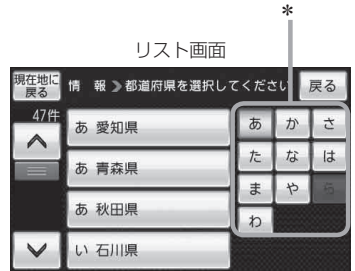 *
リスト画面
現在地に
戻る
情 報 》都道府県を選択してください
戻る
47件
あ 愛知県
あ 青森県
あ 秋田県
い 石川県
あ か さ
た な は
ま や ら
わ